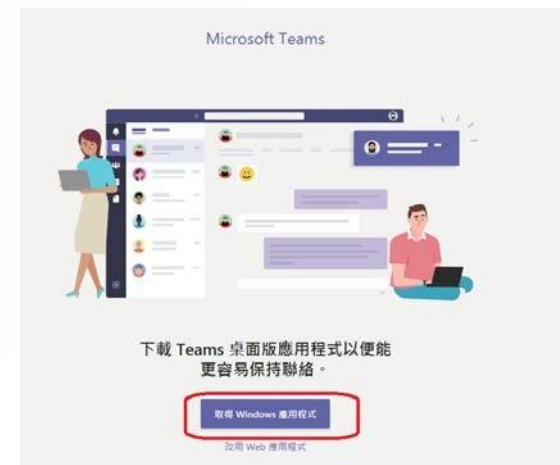 Microsoft Teams
下載 Teams 桌面版應用程式以便能
更容易保持聯絡。
取得 Windows 應用程式
改用 Web 應用程式